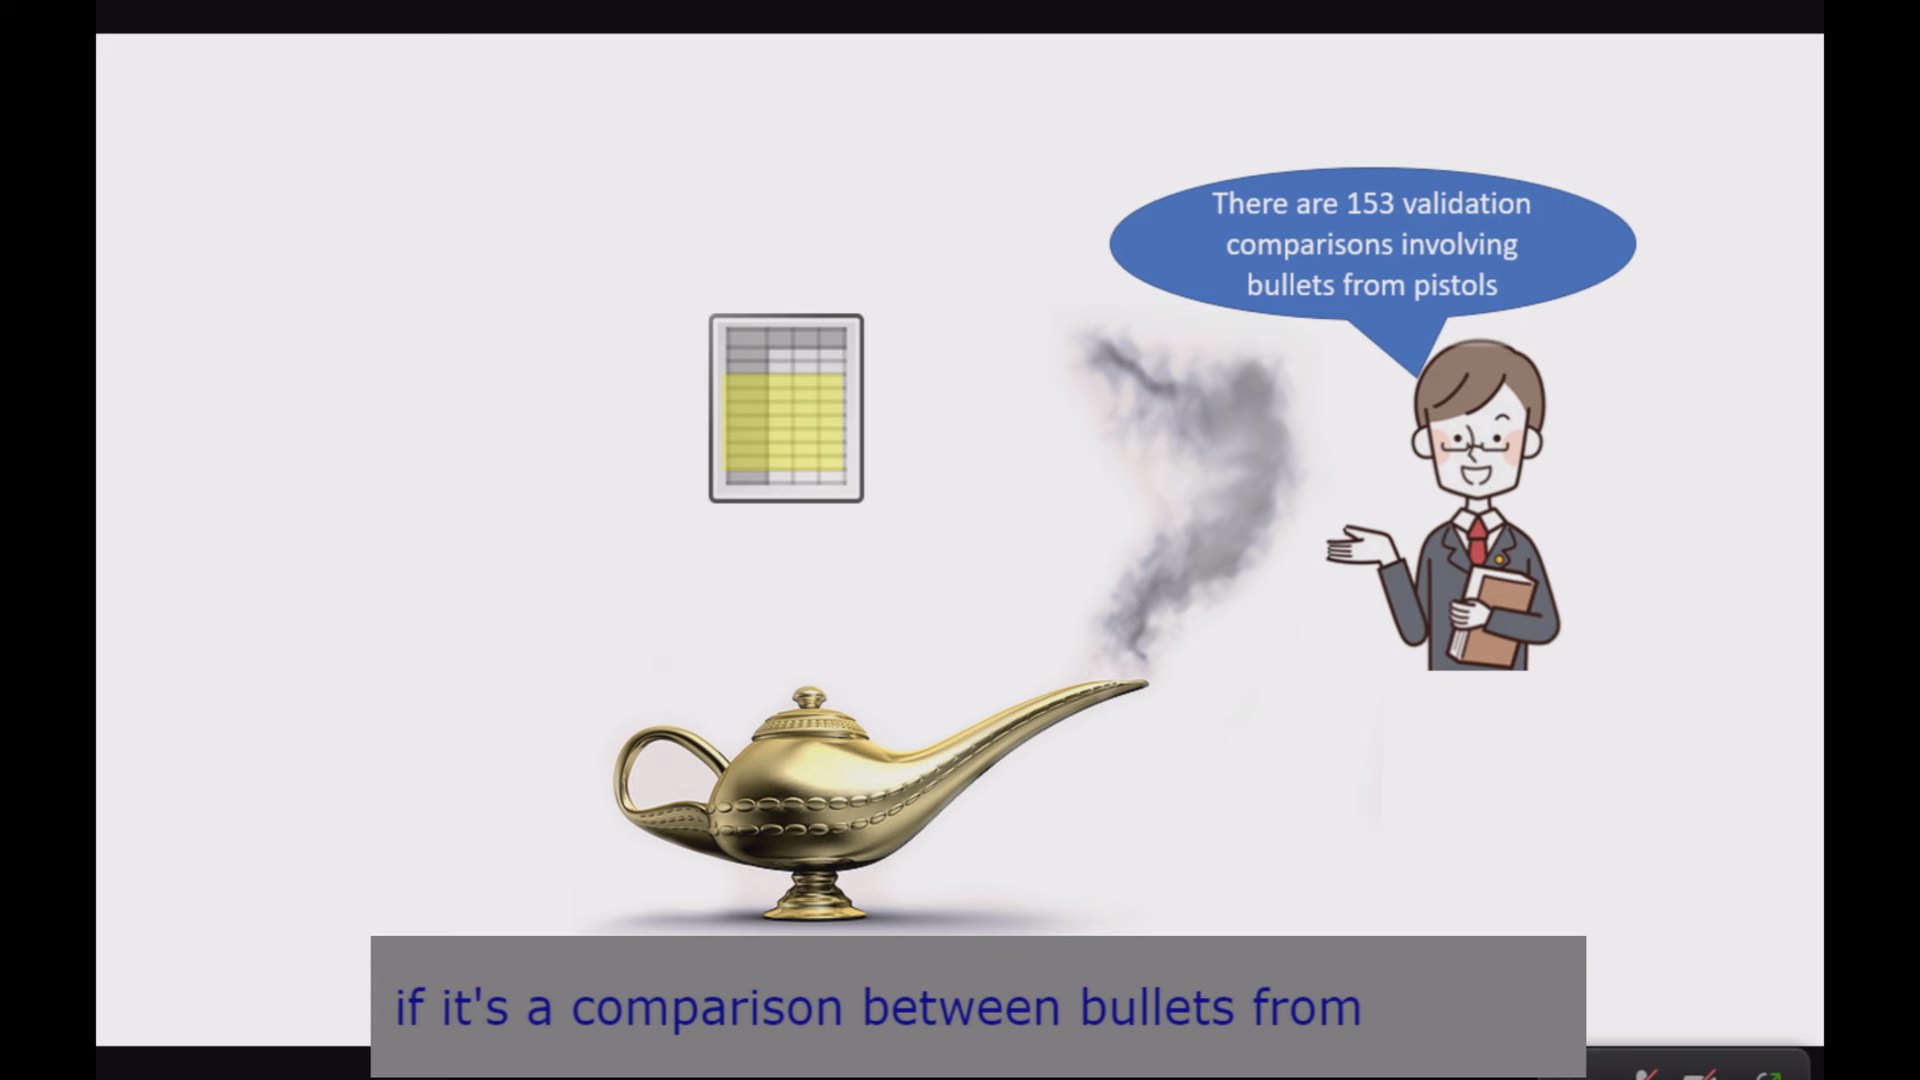 There are 153 validation
comparisons involving
bullets from pistols
if it's a comparison between bullets from